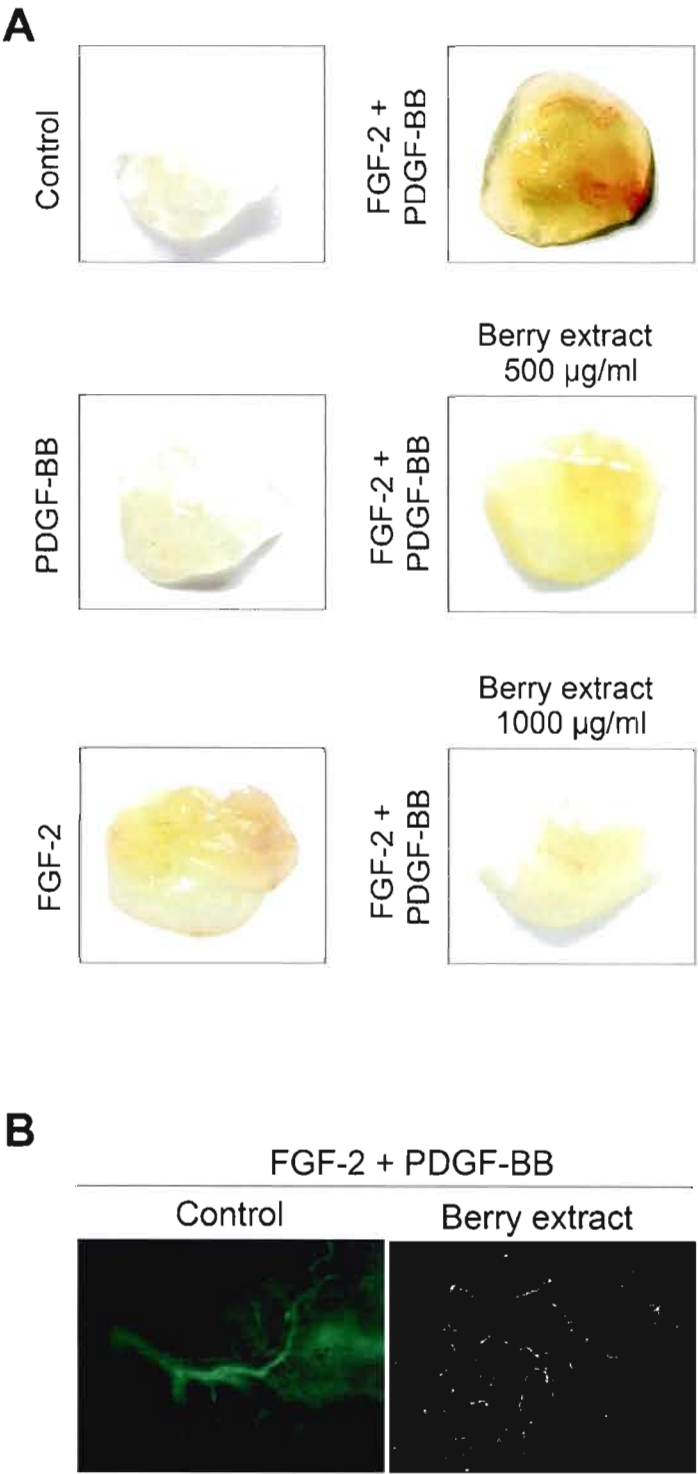 A
Control
FGF-2 +
PDGF-BB
PDGF-BB
Berry extract
500 µg/ml
FGF-2 +
PDGF-BB
FGF-2
Berry extract
1000 µg/ml
FGF-2 +
PDGF-BB
B
FGF-2 + PDGF-BB
Control
Berry extract